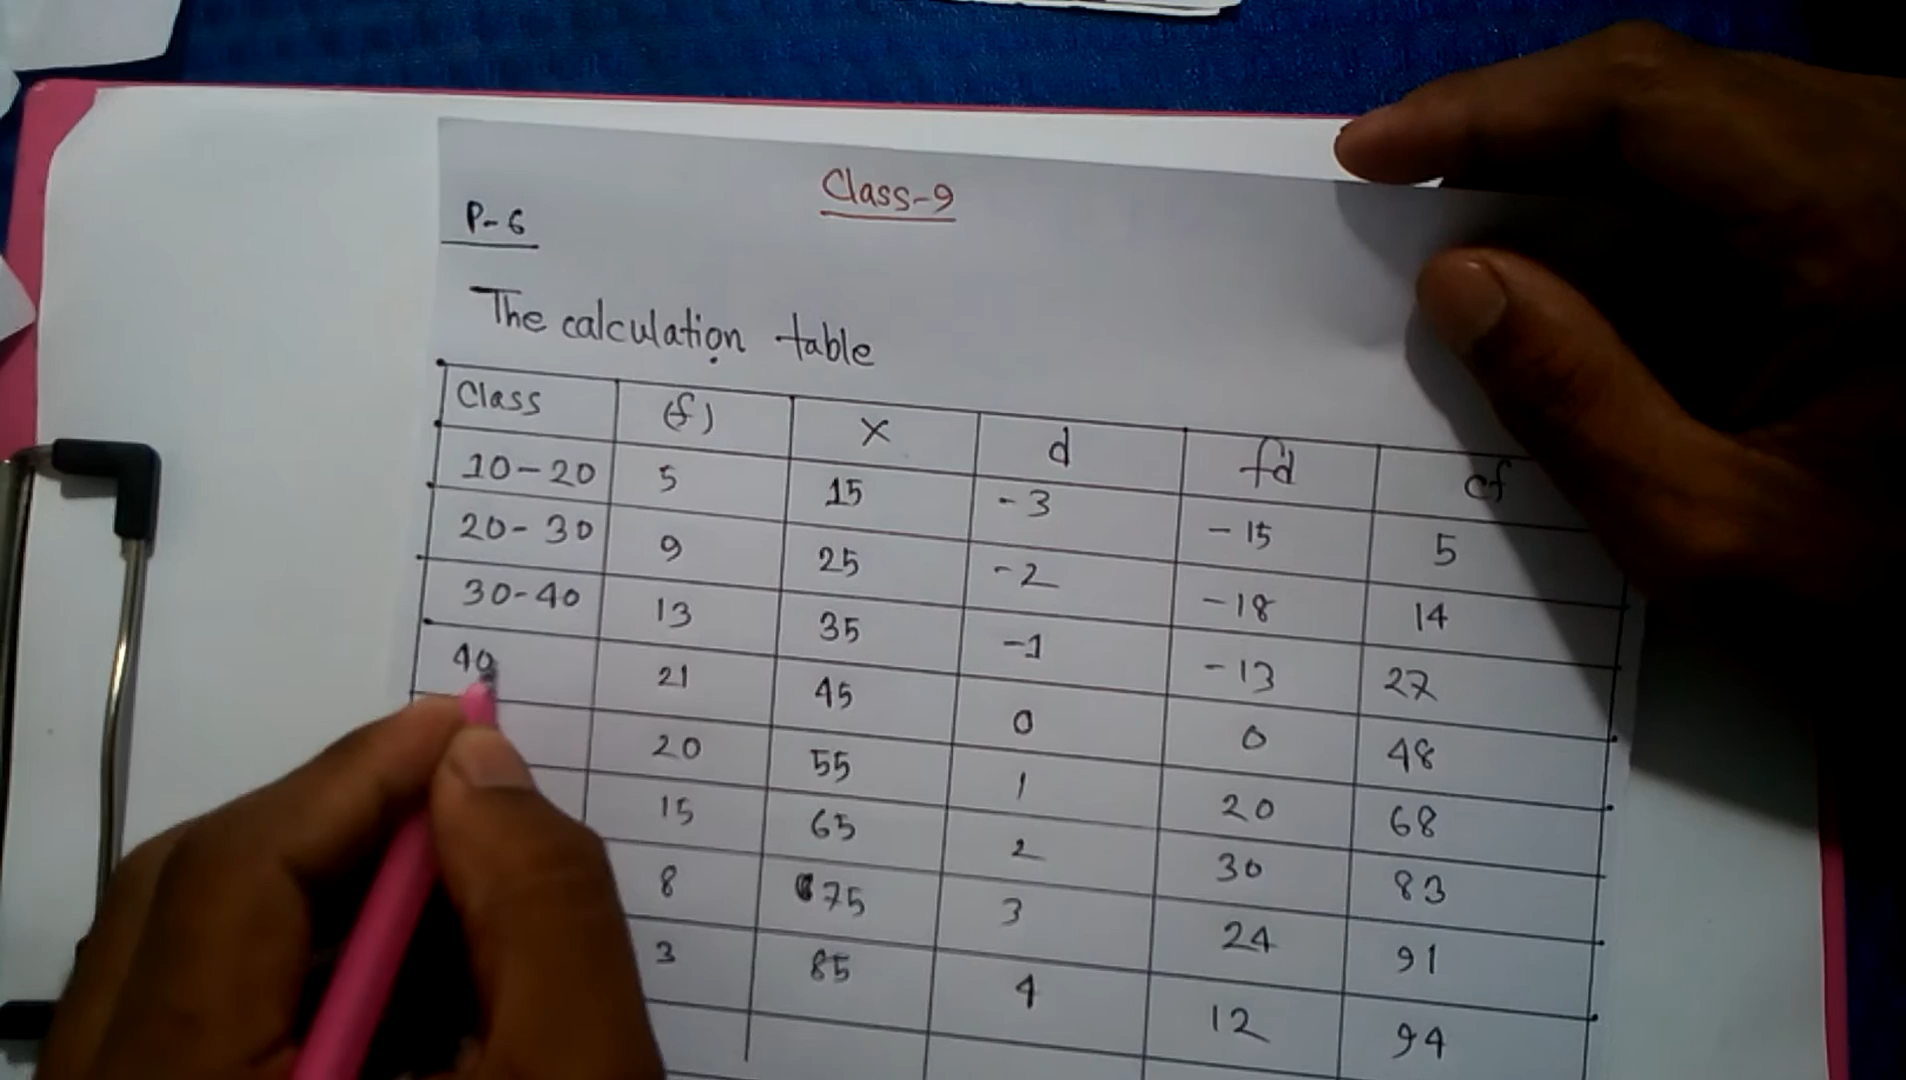 Class-9
P-6
The calculation table
Class (f) x d fd cf
10-20 5 15 -3 -15 5
20-30 9 25 -2 -18 14
30-40 13 35 -1 -13 27
40 21 45 0 0 48
20 55 1 20 68
15 65 2 30 83
8 75 3 24 91
3 85 4 12 94